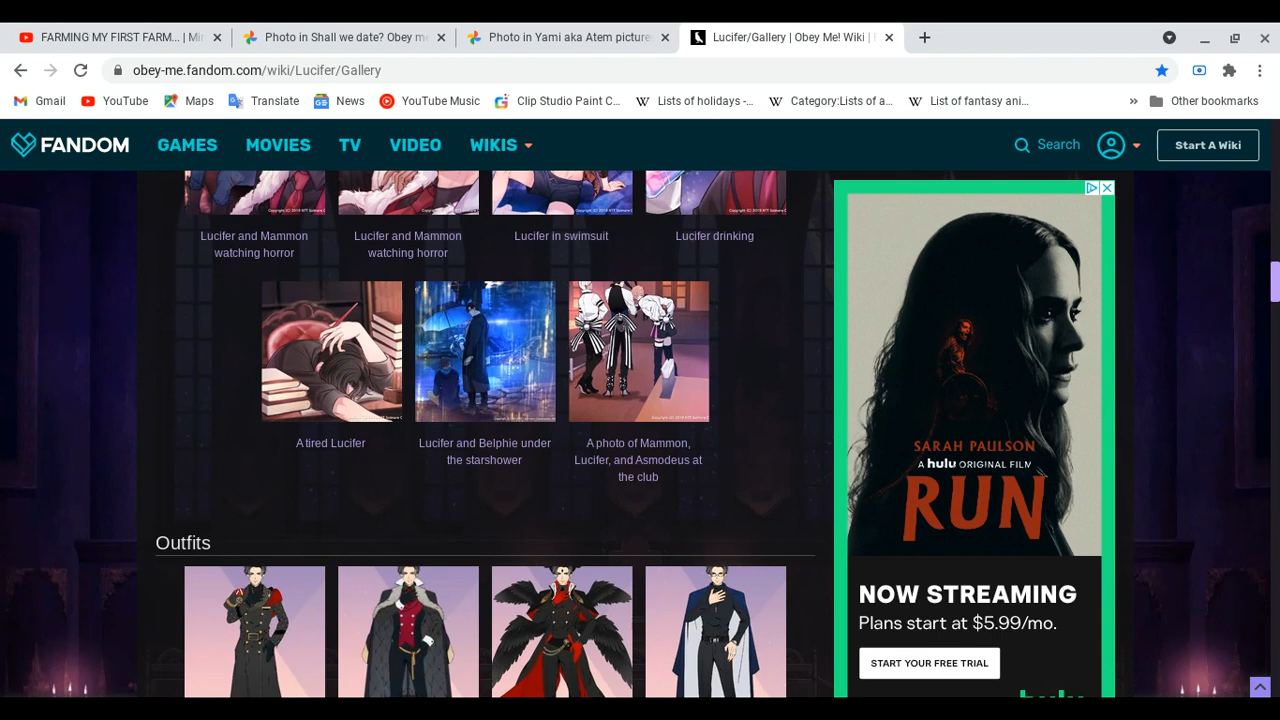 FARMING MY FIRST FARM... | Min
Photo in Shall we date? Obey me
Photo in Yami aka Atem pictures
Lucifer/Gallery | Obey Me! Wiki |
obey-me.fandom.com/wiki/Lucifer/Gallery
Gmail
YouTube
Maps
Translate
News
YouTube Music
Clip Studio Paint C...
Lists of holidays -...
Category:Lists of a...
List of fantasy ani...
Other bookmarks
FANDOM
GAMES
MOVIES
TV
VIDEO
WIKIS
Search
Start A Wiki
Lucifer and Mammon
watching horror
Lucifer and Mammon
watching horror
Lucifer in swimsuit
Lucifer drinking
A tired Lucifer
Lucifer and Belphie under
the starshower
A photo of Mammon,
Lucifer, and Asmodeus at
the club
Outfits
SARAH PAULSON
A hulu ORIGINAL FILM
RUN
NOW STREAMING
Plans start at $5.99/mo.
START YOUR FREE TRIAL
hulu